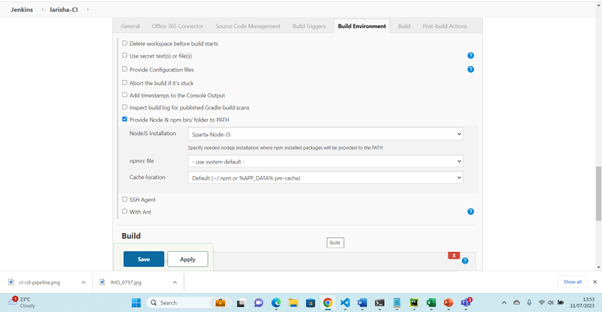 Jenkins
larisha-CI
General
Office 365 Connector
Source Code Management
Build Triggers
Build Environment
Build
Post-build Actions
Delete workspace before build starts
Use secret text(s) or file(s)
Provide Configuration files
Abort the build if it's stuck
Add timestamps to the Console Output
Inspect build log for published Gradle build scans
Provide Node & npm bin/ folder to PATH
NodeJS Installation
Sparta-Node-JS
Specify needed nodejs installation where npm installed packages will be provided to the PATH
npmrc file
- use system default -
Cache location
Default (~/.npm or %APP_DATA% pm-cache)
SSH Agent
With Ant
Build
Build
X
Save
Apply
ci-cd-pipeline.png
IMG_6757.jpg
Show all
23°C
Cloudy
Search
13:53
11/07/2023